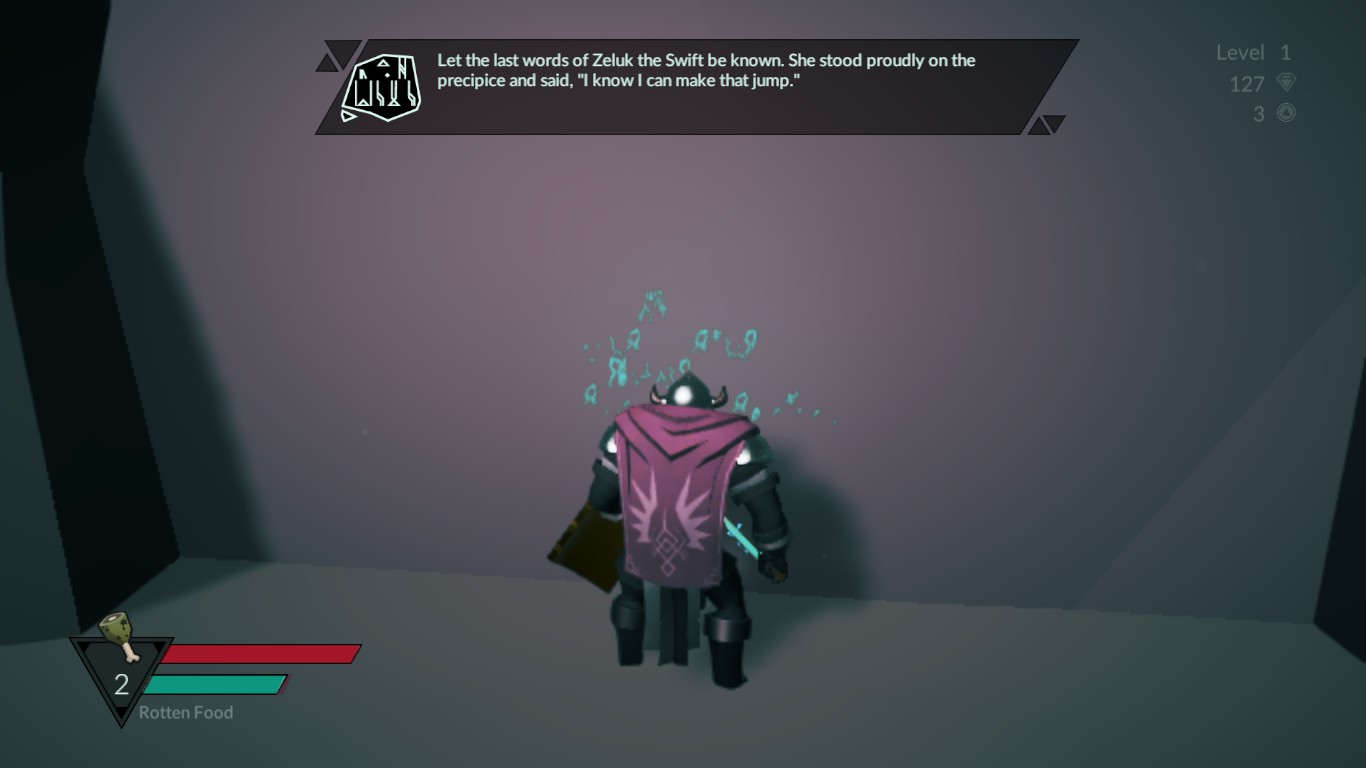 Let the last words of Zeluk the Swift be known. She stood proudly on the
precipice and said, "I know I can make that jump."
Level 1
127
3
2
Rotten Food